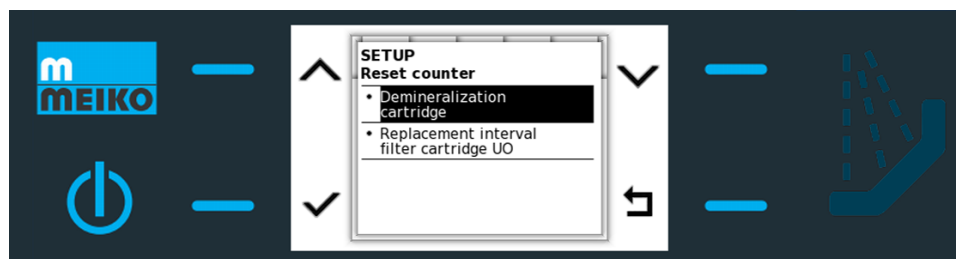 m
MEIKO
SETUP
Reset counter
• Demineralization
cartridge
• Replacement interval
filter cartridge UO